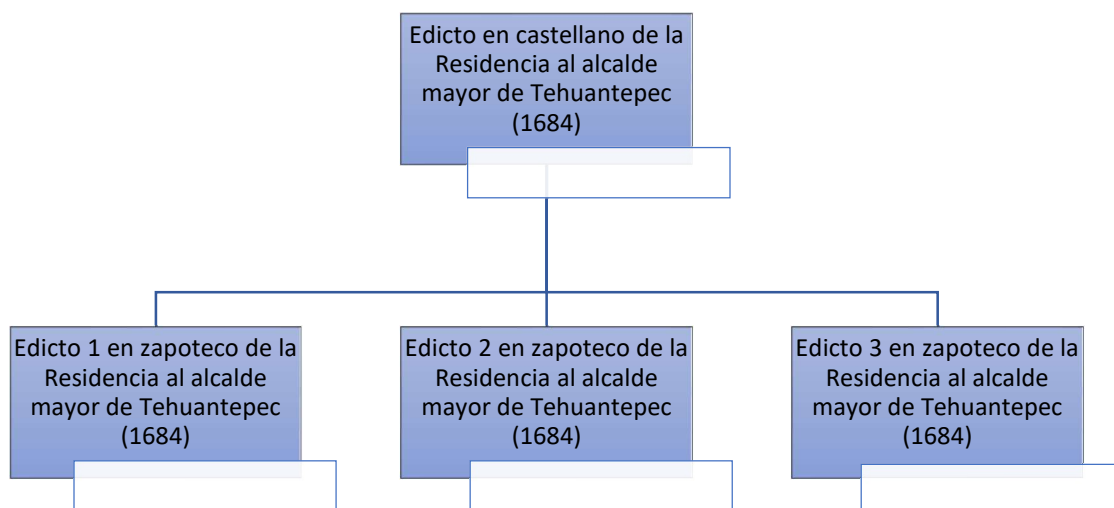 Edicto en castellano de la
Residencia al alcalde
mayor de Tehuantepec
(1684)
Edicto 1 en zapoteco de la
Residencia al alcalde
mayor de Tehuantepec
(1684)
Edicto 2 en zapoteco de la
Residencia al alcalde
mayor de Tehuantepec
(1684)
Edicto 3 en zapoteco de la
Residencia al alcalde
mayor de Tehuantepec
(1684)